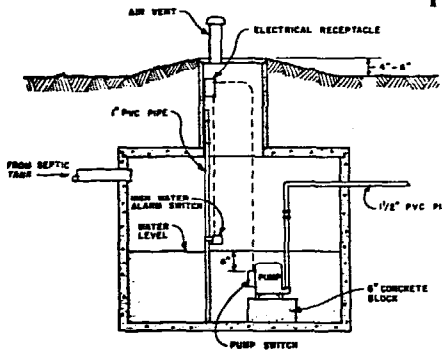 AIR VENT
ELECTRICAL RECEPTACLE
4"-6"
1" PVC PIPE
FROM SEPTIC
TANK
HIGH WATER
ALARM SWITCH
WATER
LEVEL
1 1/2" PVC PI
6"
PUMP
6" CONCRETE
BLOCK
PUMP SWITCH